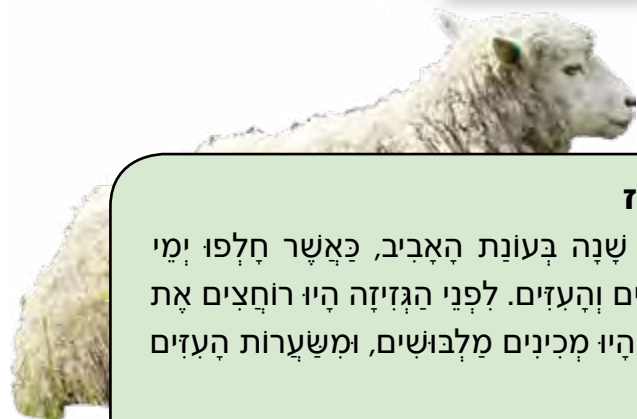 ז
שָׁנָה בְּעוֹנַת הָאָבִיב, כַּאֲשֶׁר חָלְפוּ יְמֵי
ים וְהָעִזִּים. לִפְנֵי הַגְּזִיזָה הָיוּ רוֹחֲצִים אֶת
הָיוּ מְכִינִים מַלְבּוּשִׁים, וּמִשַּׂעֲרוֹת הָעִזִּים